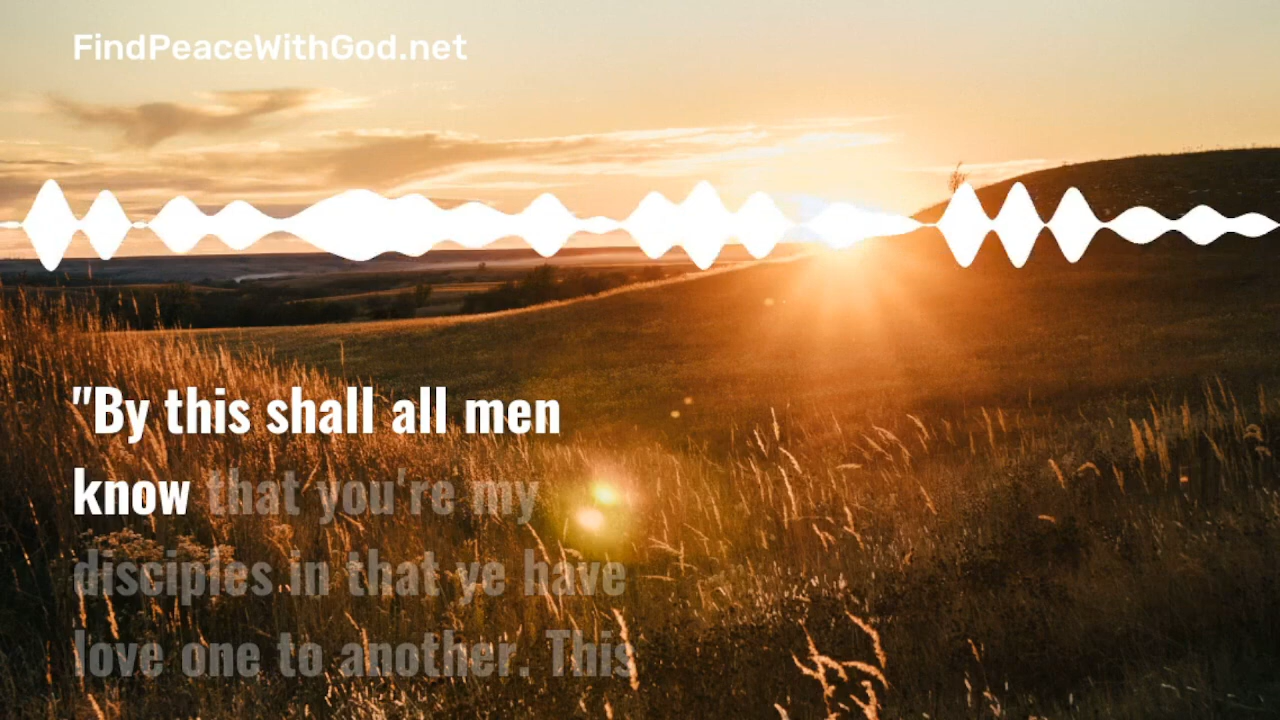 FindPeaceWithGod.net
"By this shall all men
know that you're my
disciples in that ye have
love one to another. This